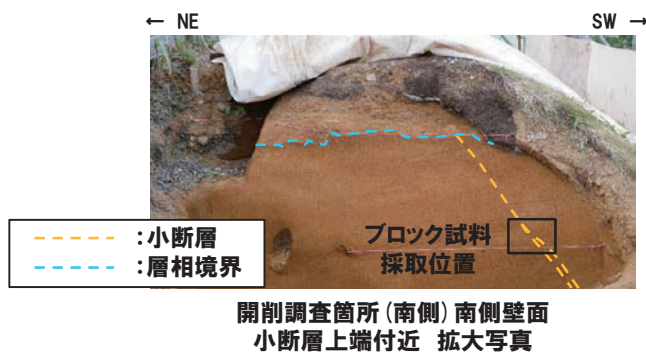 ← NE
SW →
ブロック試料
採取位置
:小断層
:層相境界
開削調査箇所(南側)南側壁面
小断層上端付近 拡大写真